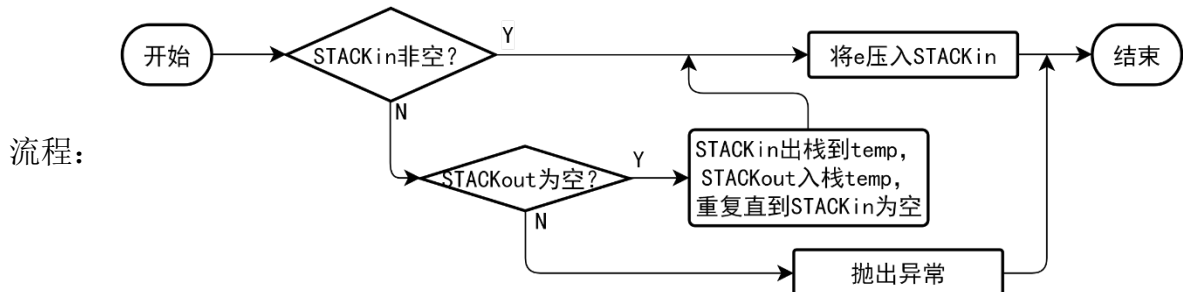 Y
开始
STACKin非空？
将e压入STACKin
结束
N
流程：
STACKout为空？
Y
STACKin出栈到temp，
STACKout入栈temp，
重复直到STACKin为空
N
抛出异常